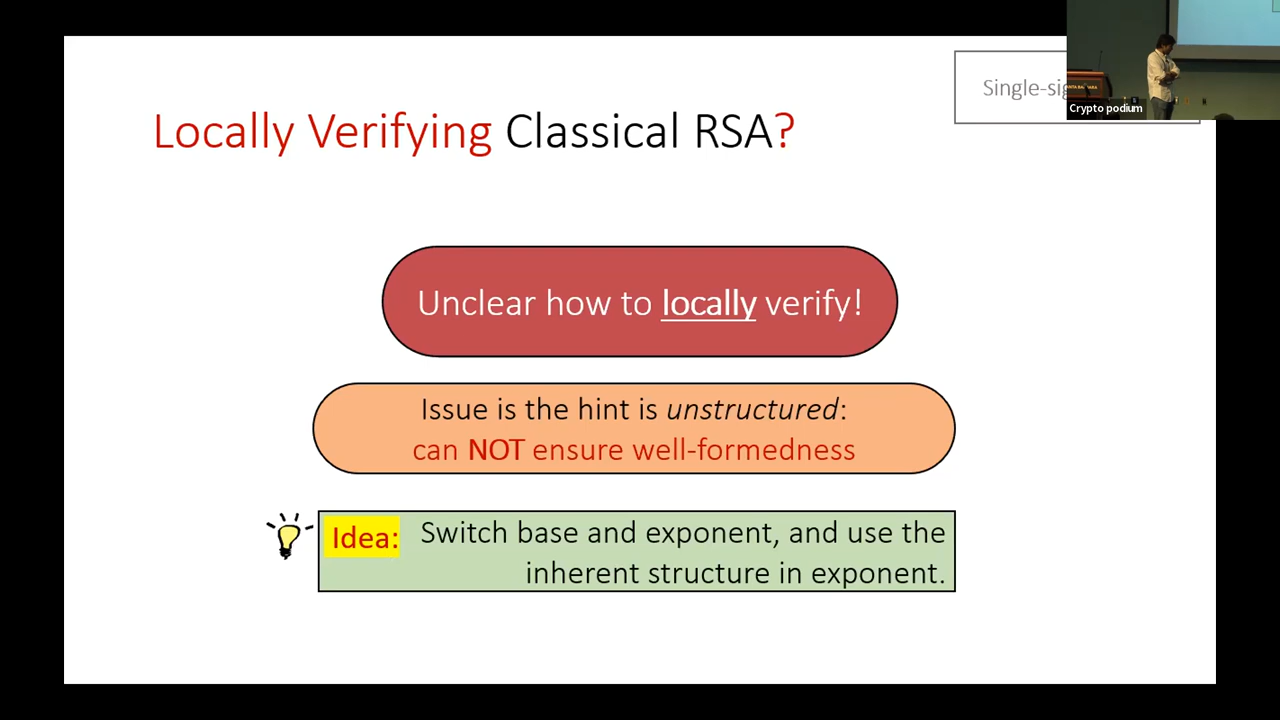 Single-si
Crypto podium
Locally Verifying Classical RSA?
Unclear how to locally verify!
Issue is the hint is unstructured:
can NOT ensure well-formedness
Idea: Switch base and exponent, and use the
inherent structure in exponent.